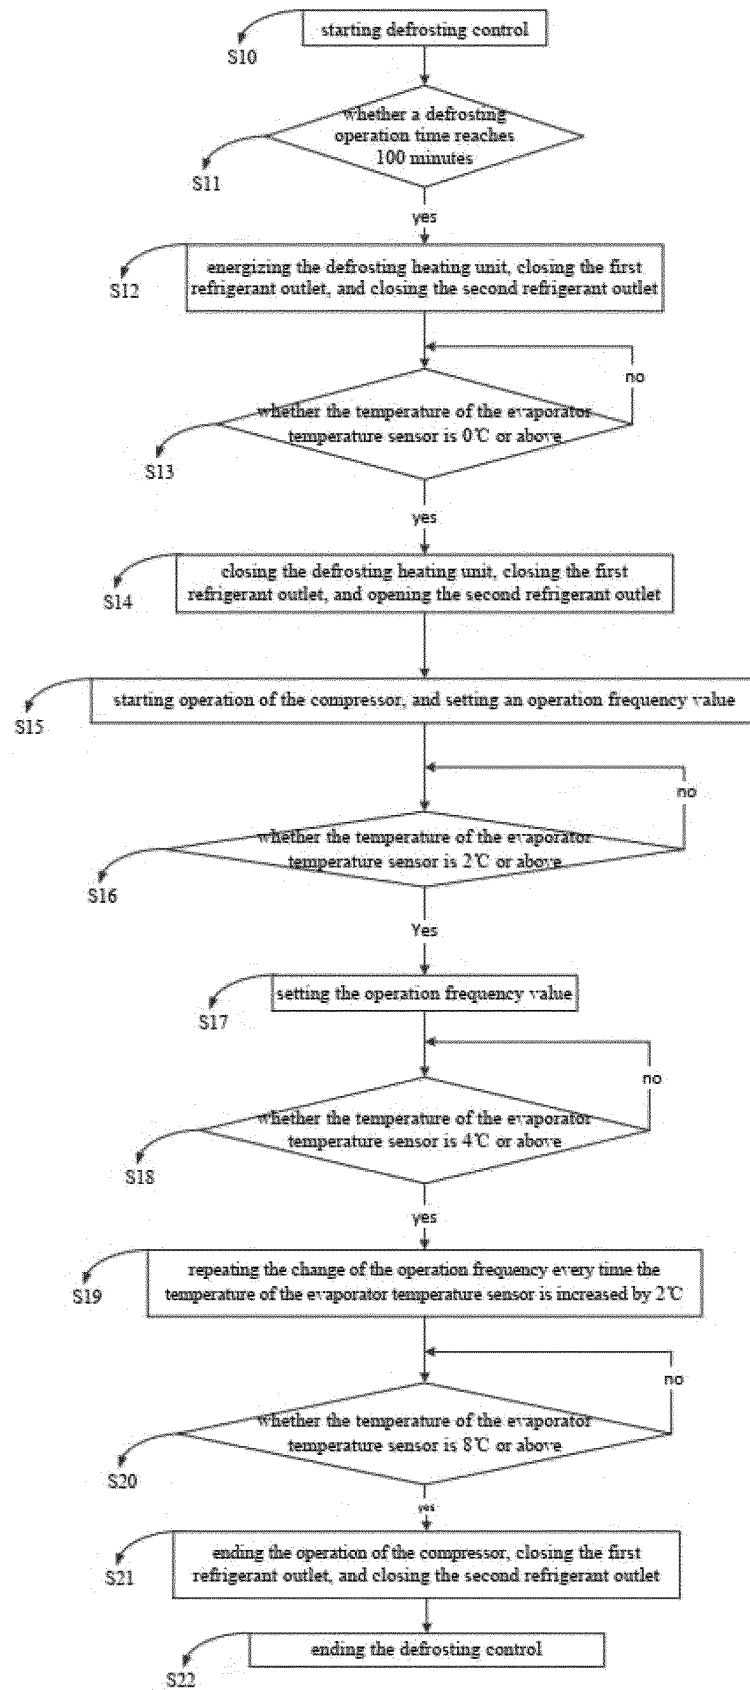 starting defrosting control
S10
whether a defrosting
operation time reaches
100 minutes
S11
yes
energizing the defrosting heating unit, closing the first
refrigerant outlet, and closing the second refrigerant outlet
S12
no
whether the temperature of the evaporator
temperature sensor is 0℃ or above
S13
yes
closing the defrosting heating unit, closing the first
refrigerant outlet, and opening the second refrigerant outlet
S14
starting operation of the compressor, and setting an operation frequency value
S15
no
whether the temperature of the evaporator
temperature sensor is 2℃ or above
S16
Yes
setting the operation frequency value
S17
no
whether the temperature of the evaporator
temperature sensor is 4℃ or above
S18
yes
repeating the change of the operation frequency every time the
temperature of the evaporator temperature sensor is increased by 2℃
S19
no
whether the temperature of the evaporator
temperature sensor is 8℃ or above
S20
yes
ending the operation of the compressor, closing the first
refrigerant outlet, and closing the second refrigerant outlet
S21
ending the defrosting control
S22